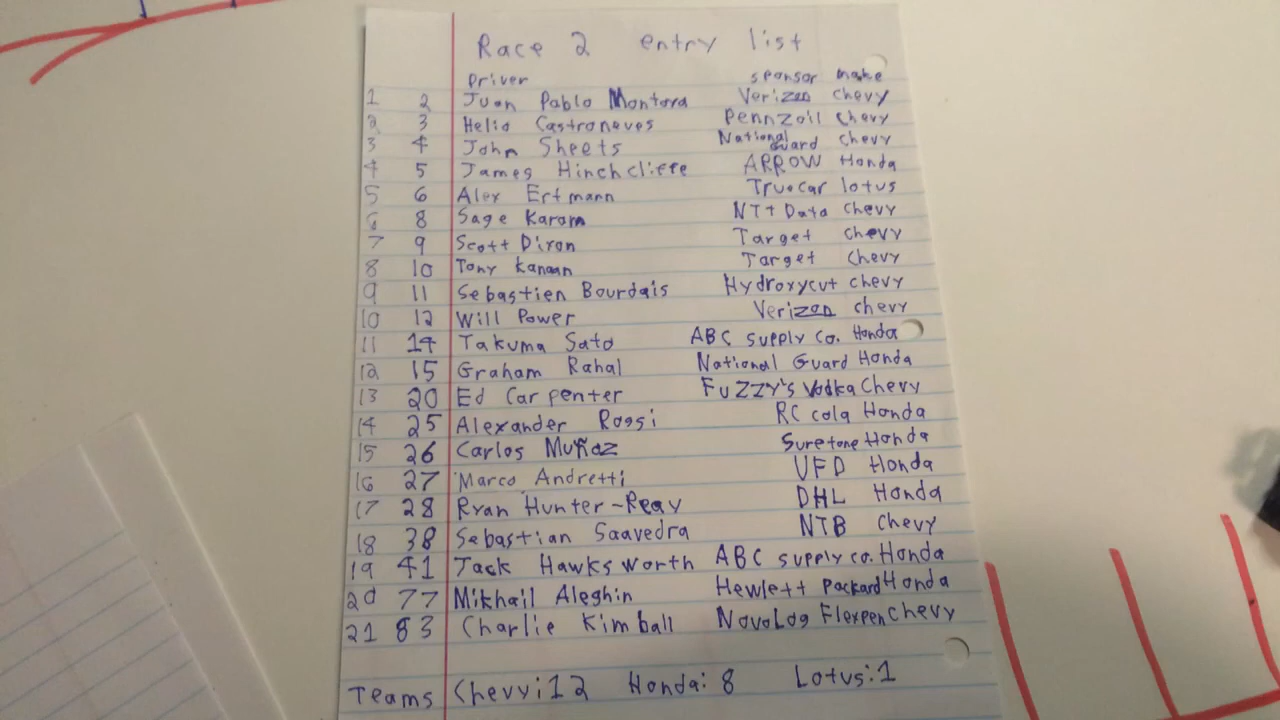 Race 2 entry list
Driver sponsor make
1 2 Juan Pablo Montoya Verizon Chevy
2 3 Helio Castroneves Pennzoil Chevy
3 4 John Sheets National Guard Chevy
4 5 James Hinchcliffe ARROW Honda
5 6 Alex Ertmann Truecar lotus
6 8 Sage Karam NTT Data Chevy
7 9 Scott Dixon Target Chevy
8 10 Tony Kanaan Target Chevy
9 11 Sebastien Bourdais Hydroxycut Chevy
10 12 Will Power Verizon Chevy
11 14 Takuma Sato ABC supply co. Honda
12 15 Graham Rahal National Guard Honda
13 20 Ed Carpenter FUZZY's Vodka Chevy
14 25 Alexander Rossi RC cola Honda
15 26 Carlos Muñoz Suretone Honda
16 27 Marco Andretti UFD Honda
17 28 Ryan Hunter-Reay DHL Honda
18 38 Sebastian Saavedra NTB Chevy
19 41 Jack Hawksworth ABC supply co. Honda
20 77 Mikhail Aleghin Hewlett Packard Honda
21 83 Charlie Kimball NovoLog Flexpen Chevy
Teams Chevy:12 Honda:8 Lotus:1